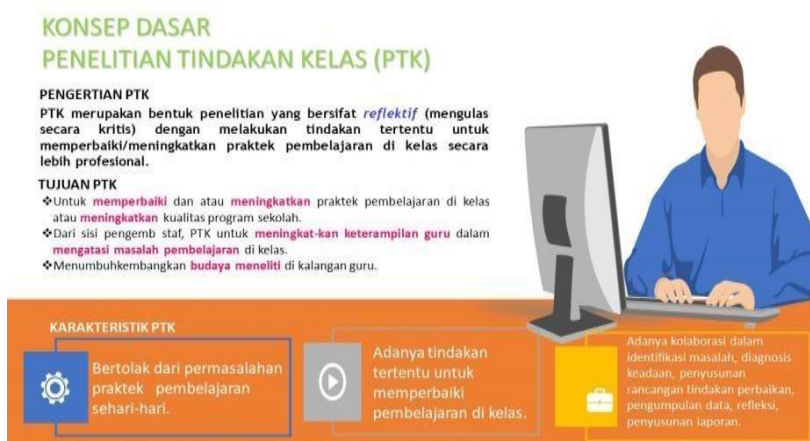 KONSEP DASAR
PENELITIAN TINDAKAN KELAS (PTK)
PENGERTIAN PTK
PTK merupakan bentuk penelitian yang bersifat reflektif (mengulas
secara kritis) dengan melakukan tindakan tertentu untuk
memperbaiki/meningkatkan praktek pembelajaran di kelas secara
lebih profesional.
TUJUAN PTK
❖Untuk memperbaiki dan atau meningkatkan praktek pembelajaran di kelas
atau meningkatkan kualitas program sekolah.
❖Dari sisi pengemb staf, PTK untuk meningkat-kan keterampilan guru dalam
mengatasi masalah pembelajaran di kelas.
❖Menumbuhkembangkan budaya meneliti di kalangan guru.
KARAKTERISTIK PTK
Bertolak dari permasalahan
praktek pembelajaran
sehari-hari.
Adanya tindakan
tertentu untuk
memperbaiki
pembelajaran di kelas.
Adanya kolaborasi dalam
identifikasi masalah, diagnosis
keadaan, penyusunan
rancangan tindakan perbaikan,
pengumpulan data, refleksi,
penyusunan laporan.